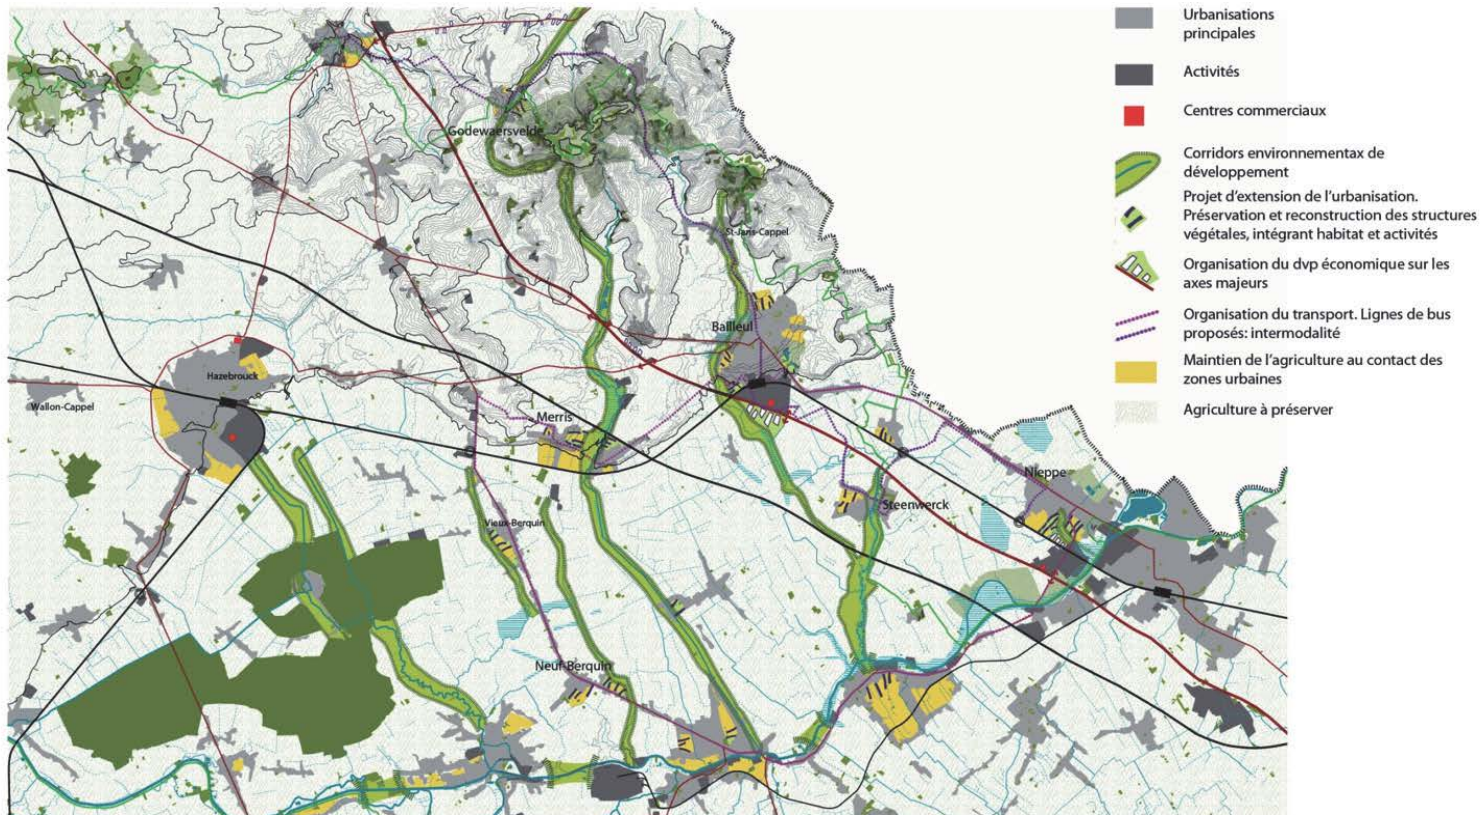 Urbanisations
principales
Activités
Centres commerciaux
Corridors environnementax de
développement
Projet d'extension de l'urbanisation.
Préservation et reconstruction des structures
végétales, intégrant habitat et activités
Organisation du dvp économique sur les
axes majeurs
Organisation du transport. Lignes de bus
proposés: intermodalité
Maintien de l'agriculture au contact des
zones urbaines
Agriculture à préserver
Godewaersvelde
St-Jans-Cappel
Bailleul
Hazebrouck
Wallon-Cappel
Merris
Nieppe
Steenwerck
Vieux-Berquin
Neuf-Berquin